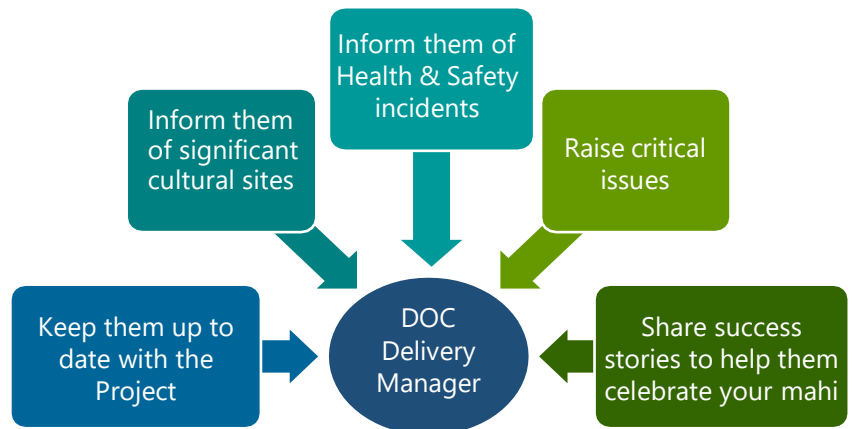 Inform them of
Health & Safety
incidents
Inform them
of significant
cultural sites
Raise critical
issues
Keep them up to
date with the
Project
DOC
Delivery
Manager
Share success
stories to help them
celebrate your mahi